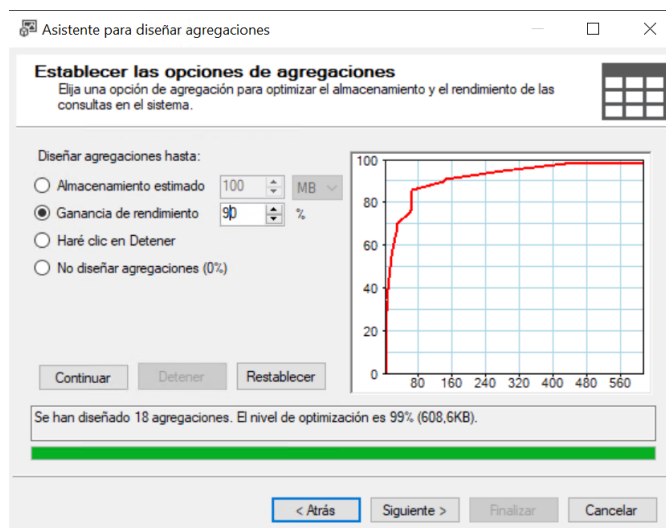 Asistente para diseñar agregaciones
Establecer las opciones de agregaciones
Elija una opción de agregación para optimizar el almacenamiento y el rendimiento de las
consultas en el sistema.
Diseñar agregaciones hasta:
Almacenamiento estimado 100 MB
Ganancia de rendimiento 90 %
Haré clic en Detener
No diseñar agregaciones (0%)
Continuar Detener Restablecer
100
80
60
40
20
0
80 160 240 320 400 480 560
Se han diseñado 18 agregaciones. El nivel de optimización es 99% (608,6KB).
< Atrás Siguiente > Finalizar Cancelar